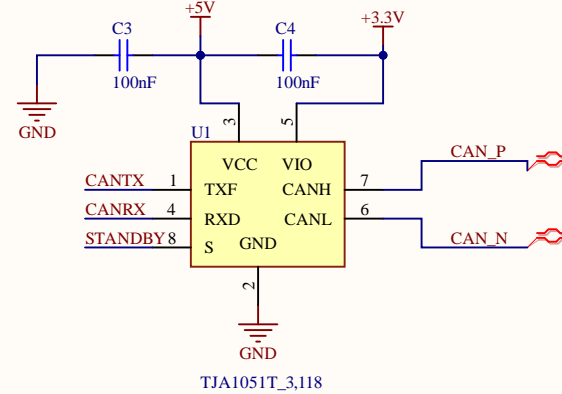 +5V
+3.3V
C3
C4
100nF
100nF
GND
3
5
U1
VCC
VIO
CAN_P
CANTX
1
TXF
CANH
7
CANRX
4
RXD
CANL
6
STANDBY
8
S
GND
CAN_N
2
GND
TJA1051T_3,118